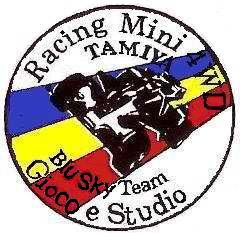 Racing Mini 4WD
TAMIYA
Blu Sky Team
Gioco e Studio